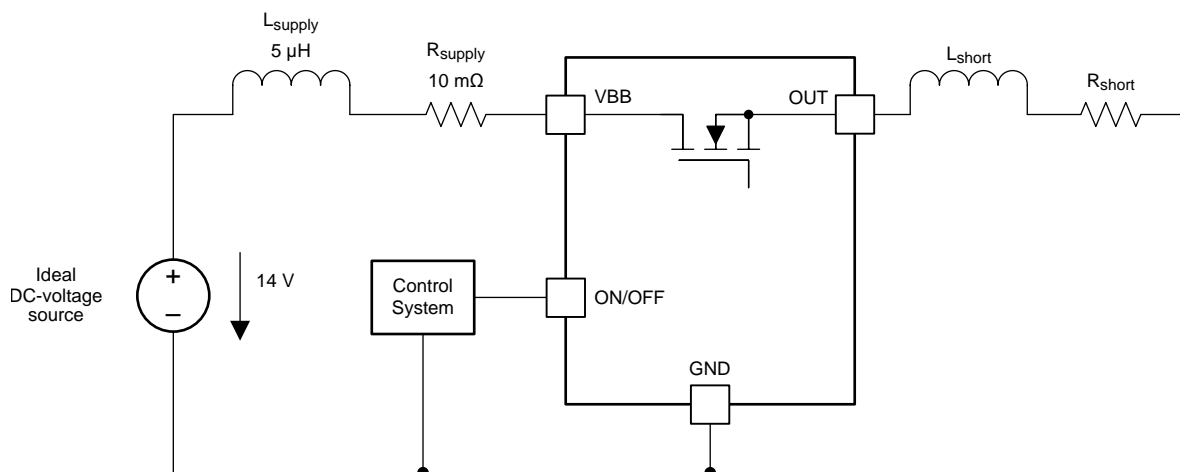 Lsupply
5 µH
Rsupply
10 mΩ
VBB
OUT
Lshort
Rshort
Ideal
DC-voltage
source
+
–
14 V
Control
System
ON/OFF
GND